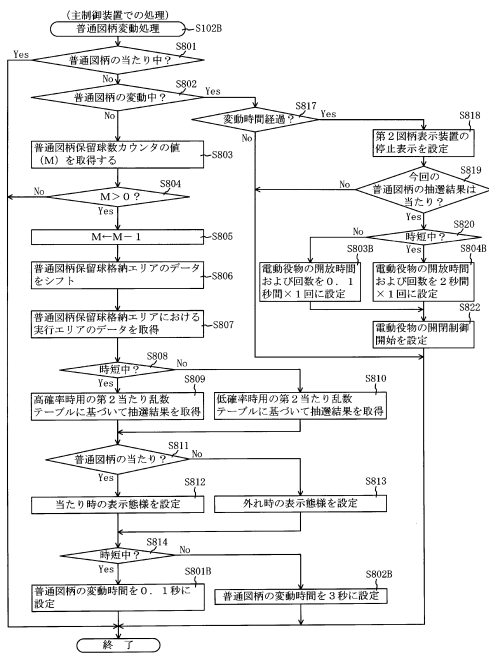 (主制御装置での処理)
普通図柄変動処理
S102B
S801
Yes
普通図柄の当たり中?
No
S802
普通図柄の変動中?
Yes
No
S817
変動時間経過?
Yes
No
S818
第2図柄表示装置の
停止表示を設定
S819
今回の
普通図柄の抽選結果は
当たり?
No
Yes
S820
時短中?
No
Yes
S803B
電動役物の開放時間
および回数を0.1
秒間×1回に設定
S804B
電動役物の開放時間
および回数を2秒間
×1回に設定
S822
電動役物の開閉制御
開始を設定
普通図柄保留球数カウンタの値
(M)を取得する
S803
S804
No
M>0?
Yes
M←M-1
S805
普通図柄保留球格納エリアのデータ
をシフト
S806
普通図柄保留球格納エリアにおける
実行エリアのデータを取得
S807
S808
時短中?
No
Yes
S809
高確率時用の第2当たり乱数
テーブルに基づいて抽選結果を取得
S810
低確率時用の第2当たり乱数
テーブルに基づいて抽選結果を取得
S811
普通図柄の当たり?
No
Yes
S812
当たり時の表示態様を設定
S813
外れ時の表示態様を設定
S814
時短中?
No
Yes
S801B
普通図柄の変動時間を0.1秒に
設定
S802B
普通図柄の変動時間を3秒に設定
終 了